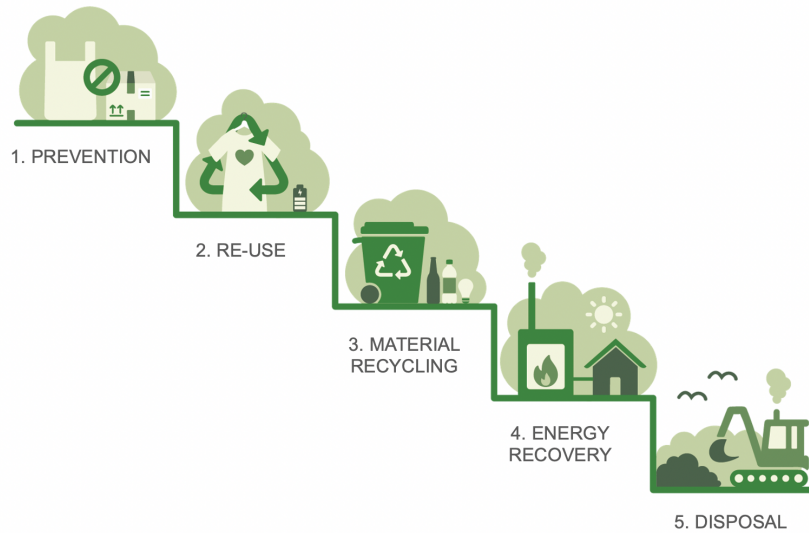 1. PREVENTION
2. RE-USE
3. MATERIAL
RECYCLING
4. ENERGY
RECOVERY
5. DISPOSAL